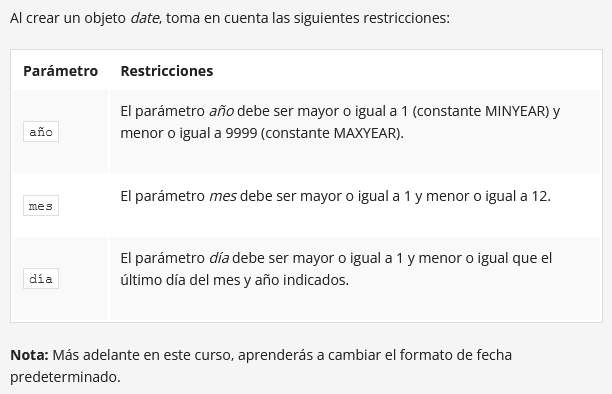 Al crear un objeto date, toma en cuenta las siguientes restricciones:
Parámetro Restricciones
año
El parámetro año debe ser mayor o igual a 1 (constante MINYEAR) y
menor o igual a 9999 (constante MAXYEAR).
mes
El parámetro mes debe ser mayor o igual a 1 y menor o igual a 12.
día
El parámetro día debe ser mayor o igual a 1 y menor o igual que el
último día del mes y año indicados.
Nota: Más adelante en este curso, aprenderás a cambiar el formato de fecha
predeterminado.